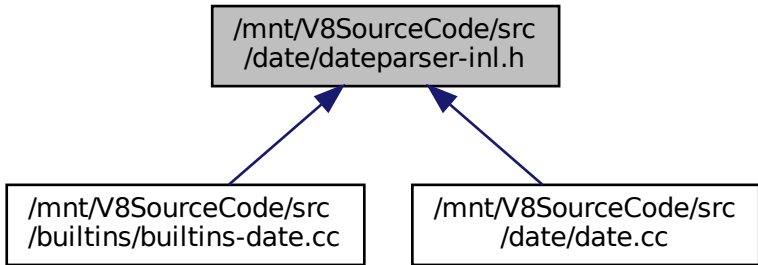 /mnt/V8SourceCode/src
/date/dateparser-inl.h
/mnt/V8SourceCode/src
/builtins/builtins-date.cc
/mnt/V8SourceCode/src
/date/date.cc